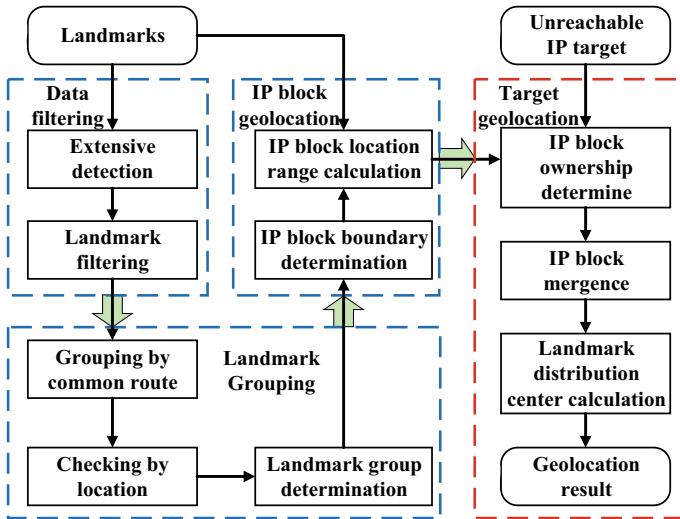 Landmarks
Unreachable
IP target
Data
filtering
Extensive
detection
Landmark
filtering
IP block
geolocation
IP block location
range calculation
IP block boundary
determination
Grouping by
common route
Landmark
Grouping
Checking by
location
Landmark group
determination
Target
geolocation
IP block
ownership
determine
IP block
mergence
Landmark
distribution
center calculation
Geolocation
result